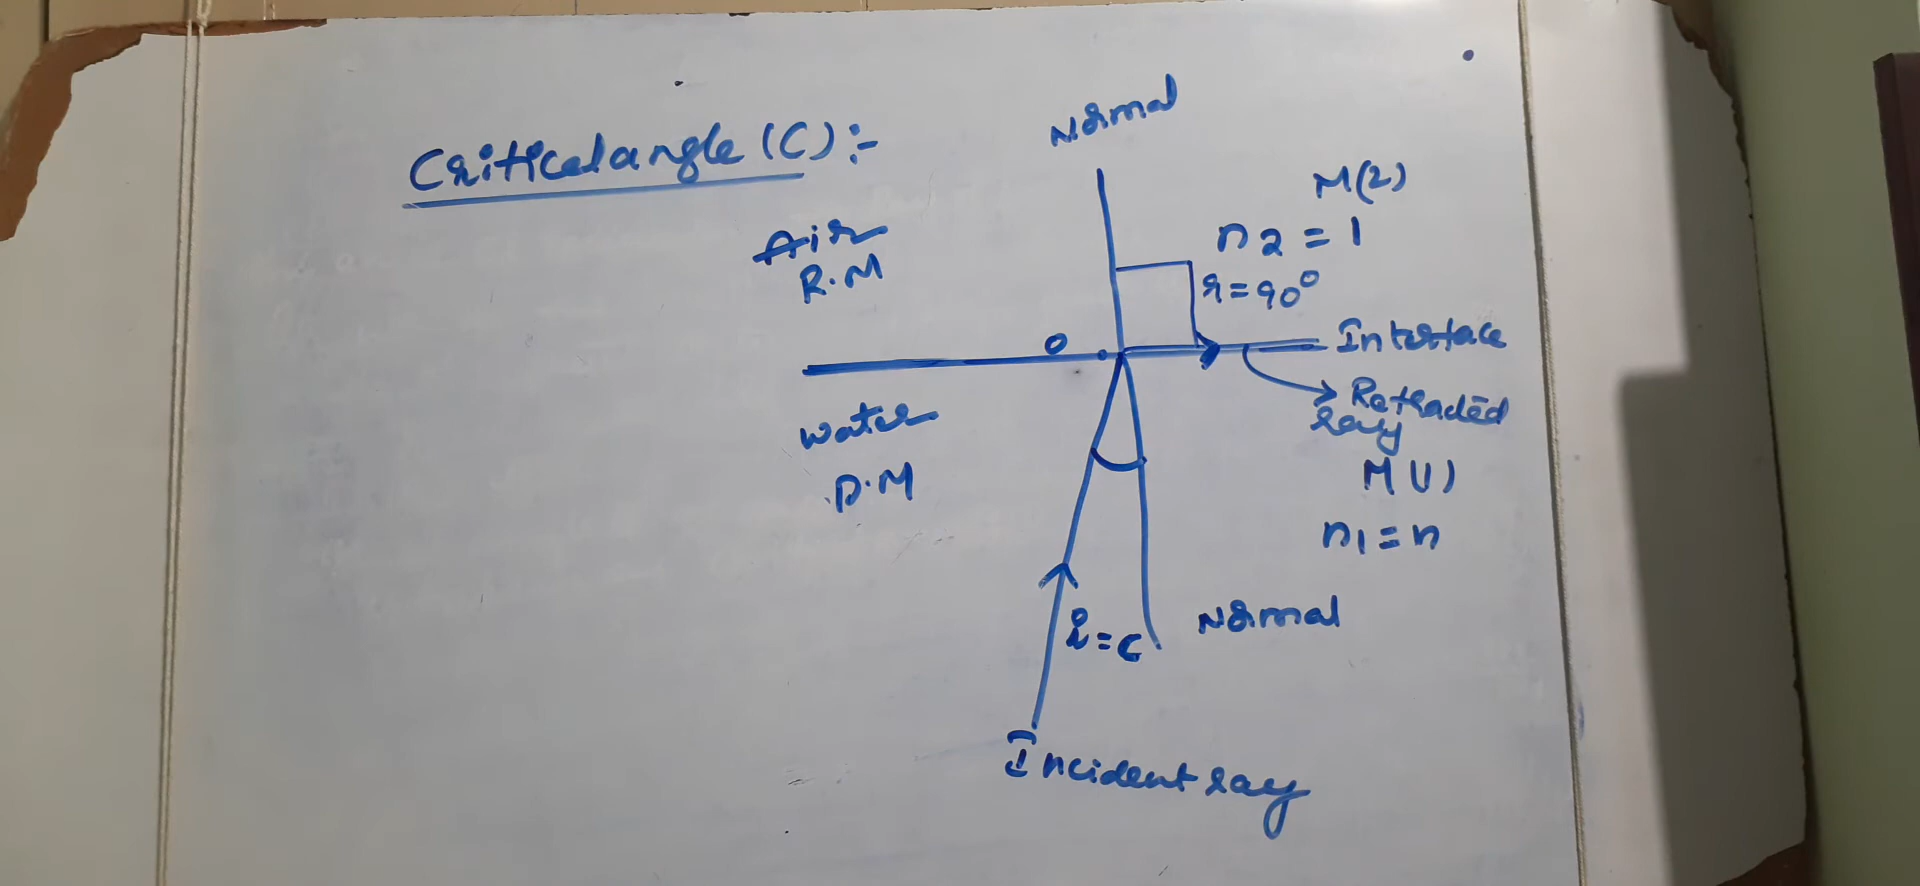 Critical angle (C):-
Normal
M(2)
Air
R.M
n2 = 1
r = 90°
O
Interface
Refracted
ray
Water
D.M
M(1)
n1 = n
i = c
Normal
Incident ray